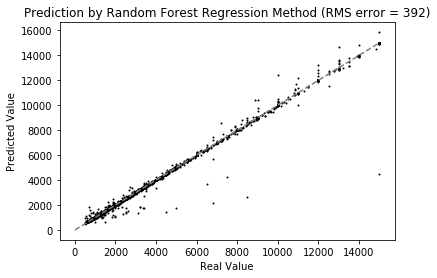 Prediction by Random Forest Regression Method (RMS error = 392)
16000
14000
12000
10000
8000
6000
4000
2000
0
Predicted Value
0 2000 4000 6000 8000 10000 12000 14000
Real Value